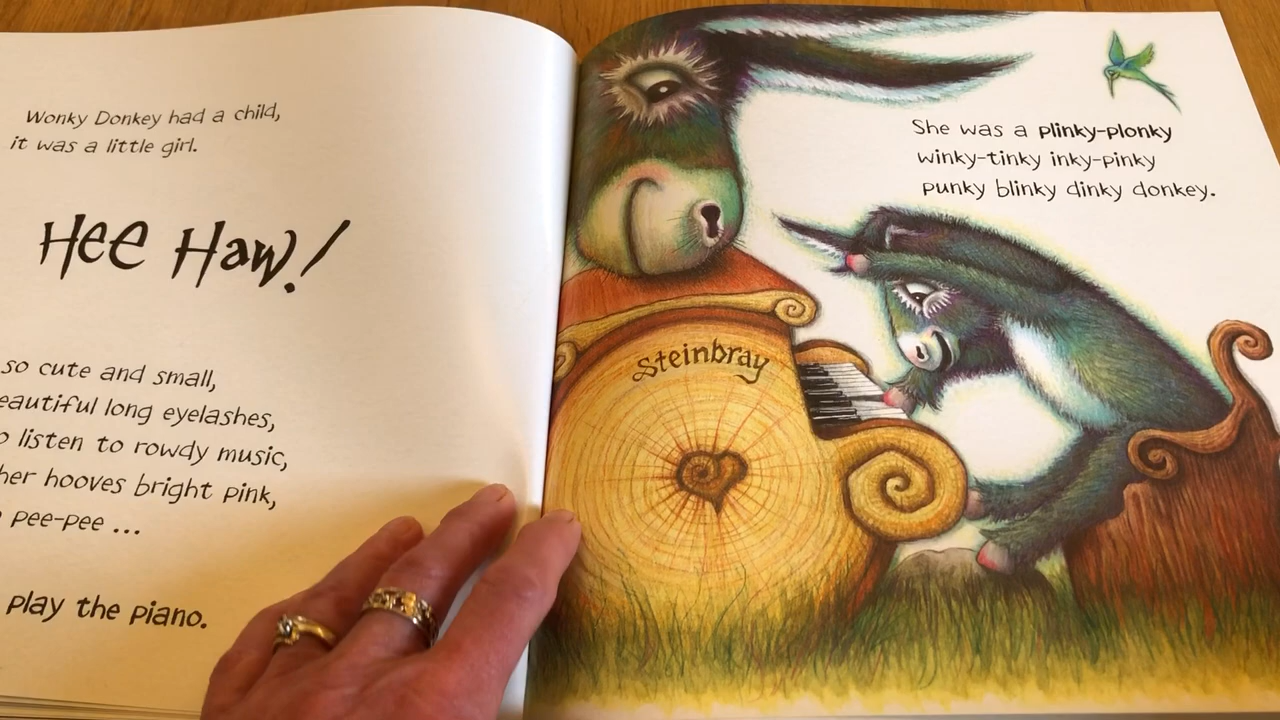 Wonky Donkey had a child,
it was a little girl.
Hee Haw!
so cute and small,
eautiful long eyelashes,
listen to rowdy music,
her hooves bright pink,
pee-pee ...
play the piano.
She was a plinky-plonky
winky-tinky inky-pinky
punky blinky dinky donkey.
Steinbray